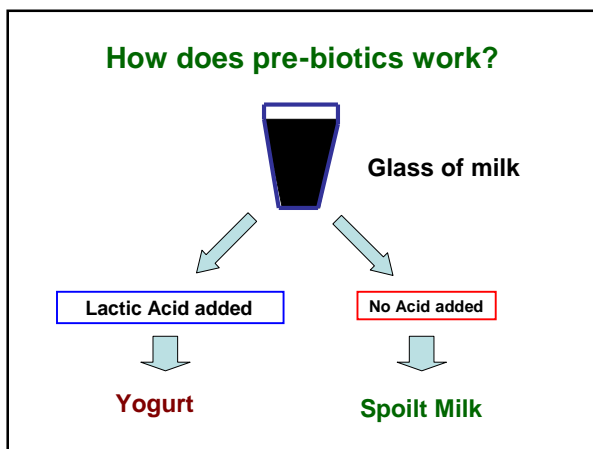 How does pre-biotics work?
Glass of milk
Lactic Acid added
No Acid added
Yogurt
Spoilt Milk